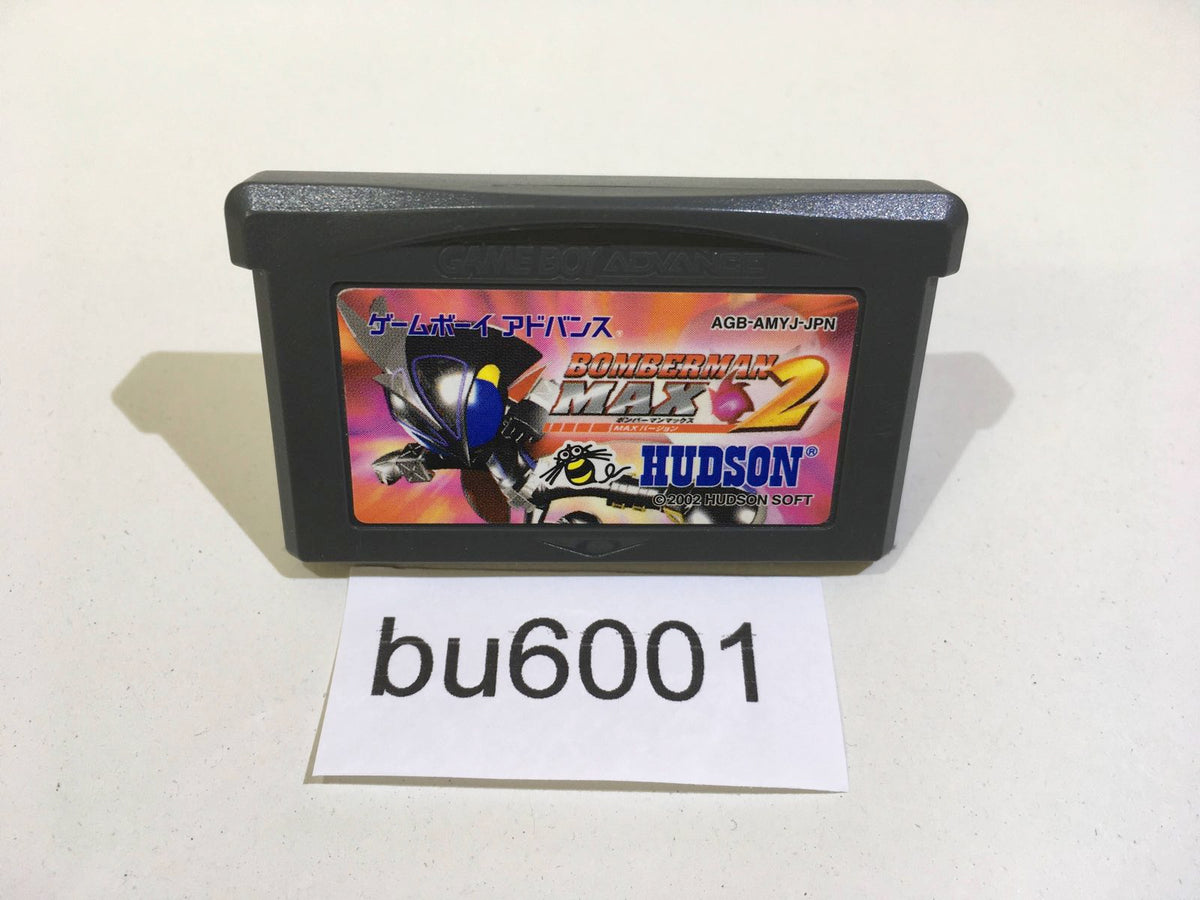 GAME BOY ADVANCE
ゲームボーイ アドバンス®
AGB-AMYJ-JPN
BOMBERMAN
MAX 2
ボンバーマンマックス
MAXバージョン
HUDSON®
©2002 HUDSON SOFT
bu6001